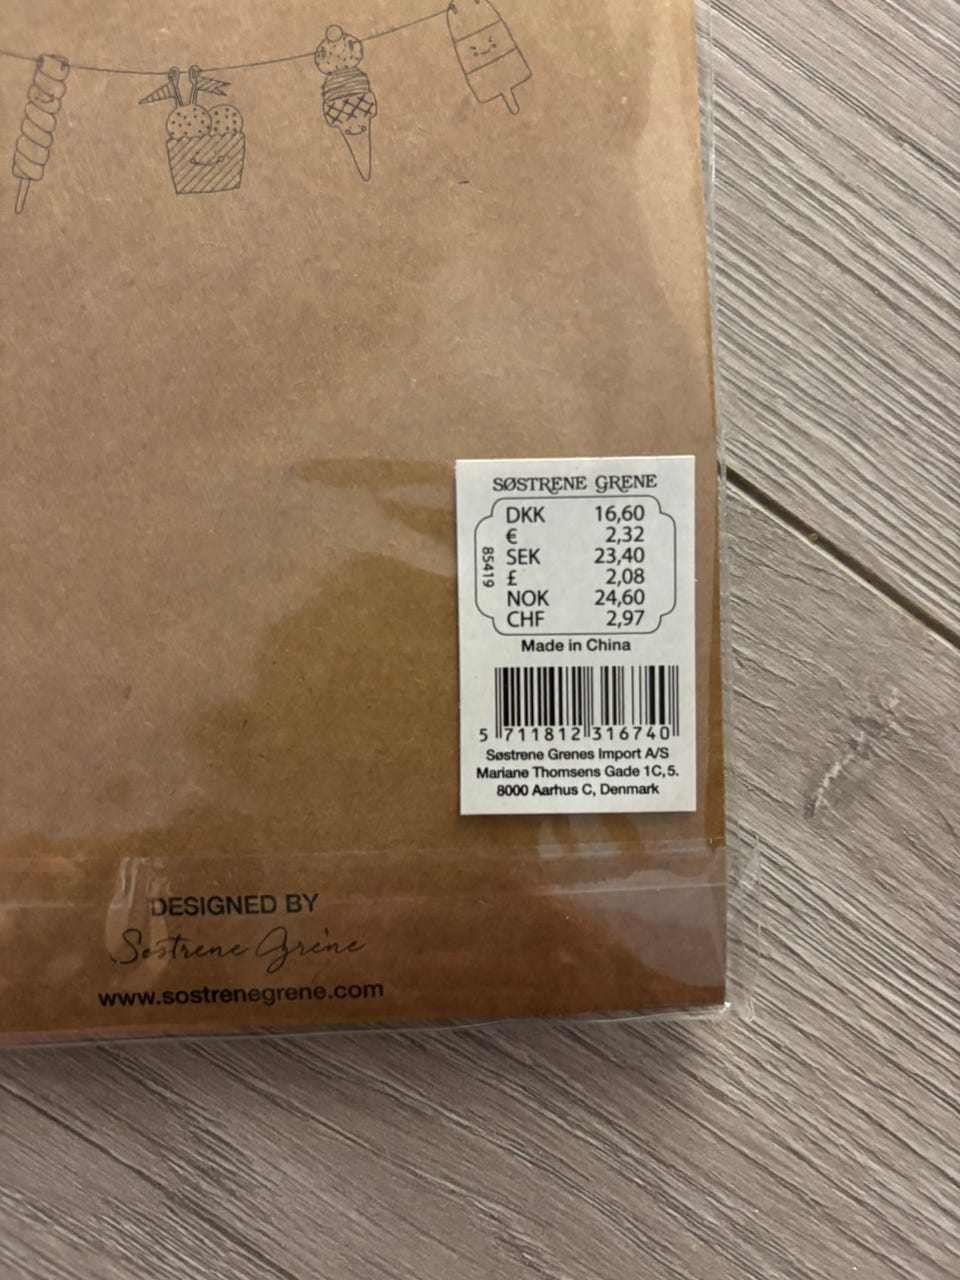 SØSTRENE GRENE
DKK 16,60
€ 2,32
SEK 23,40
£ 2,08
NOK 24,60
CHF 2,97
85419
Made in China
5 711812 316740
Søstrene Grenes Import A/S
Mariane Thomsens Gade 1C, 5.
8000 Aarhus C, Denmark
DESIGNED BY
Søstrene Grene
www.sostrenegrene.com